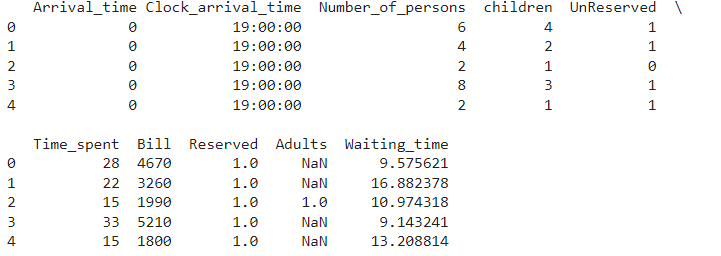 Arrival_time Clock_arrival_time Number_of_persons children UnReserved \
0 0 19:00:00 6 4 1
1 0 19:00:00 4 2 1
2 0 19:00:00 2 1 0
3 0 19:00:00 8 3 1
4 0 19:00:00 2 1 1
Time_spent Bill Reserved Adults Waiting_time
0 28 4670 1.0 NaN 9.575621
1 22 3260 1.0 NaN 16.882378
2 15 1990 1.0 1.0 10.974318
3 33 5210 1.0 NaN 9.143241
4 15 1800 1.0 NaN 13.208814